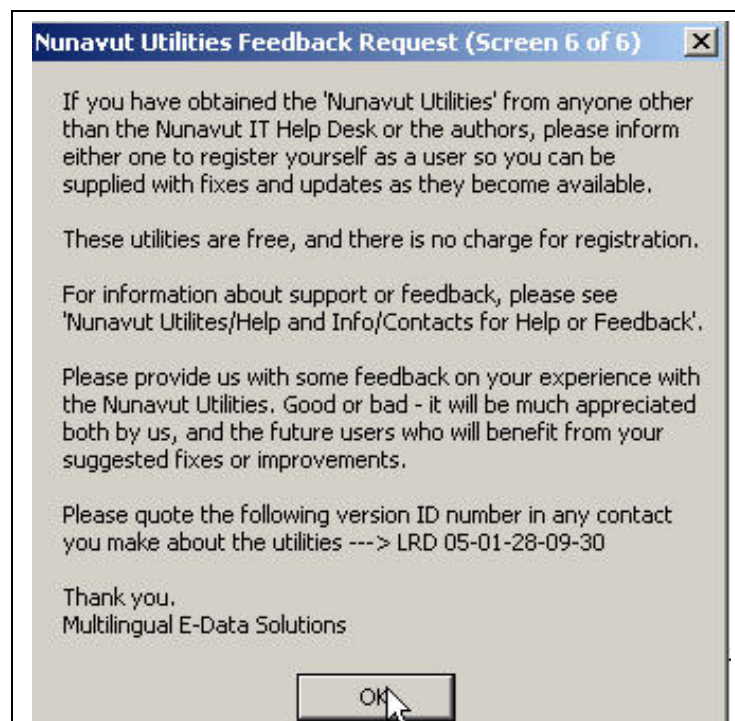 Nunavut Utilities Feedback Request (Screen 6 of 6)
If you have obtained the 'Nunavut Utilities' from anyone other
than the Nunavut IT Help Desk or the authors, please inform
either one to register yourself as a user so you can be
supplied with fixes and updates as they become available.
These utilities are free, and there is no charge for registration.
For information about support or feedback, please see
'Nunavut Utilites/Help and Info/Contacts for Help or Feedback'.
Please provide us with some feedback on your experience with
the Nunavut Utilities. Good or bad - it will be much appreciated
both by us, and the future users who will benefit from your
suggested fixes or improvements.
Please quote the following version ID number in any contact
you make about the utilities ---> LRD 05-01-28-09-30
Thank you.
Multilingual E-Data Solutions
OK